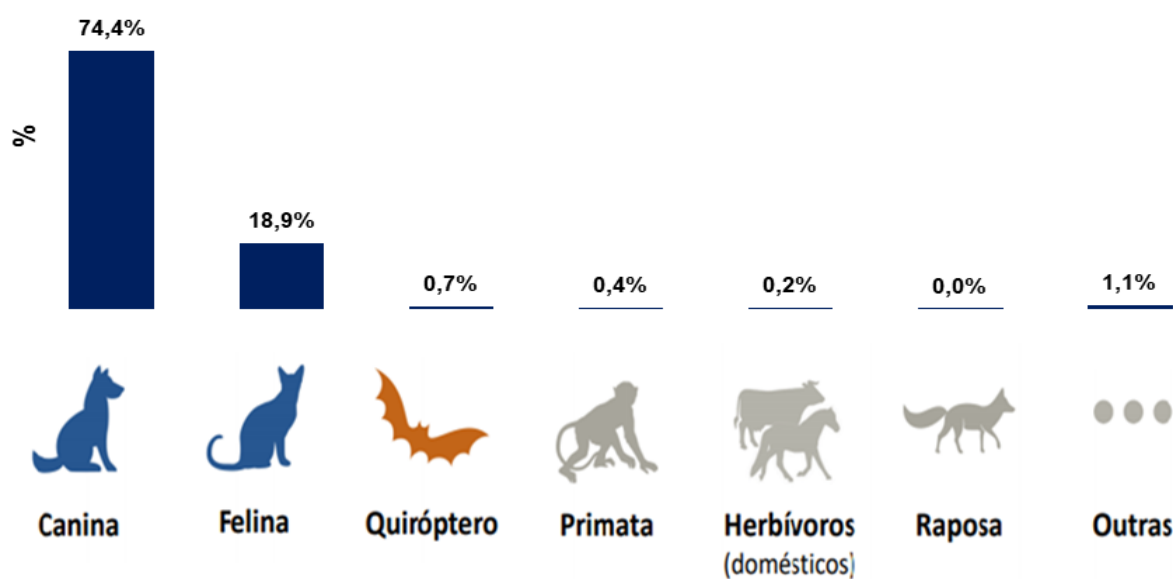 74,4%
%
18,9%
0,7%
0,4%
0,2%
0,0%
1,1%
Canina
Felina
Quiróptero
Primata
Herbívoros
(domésticos)
Raposa
Outras